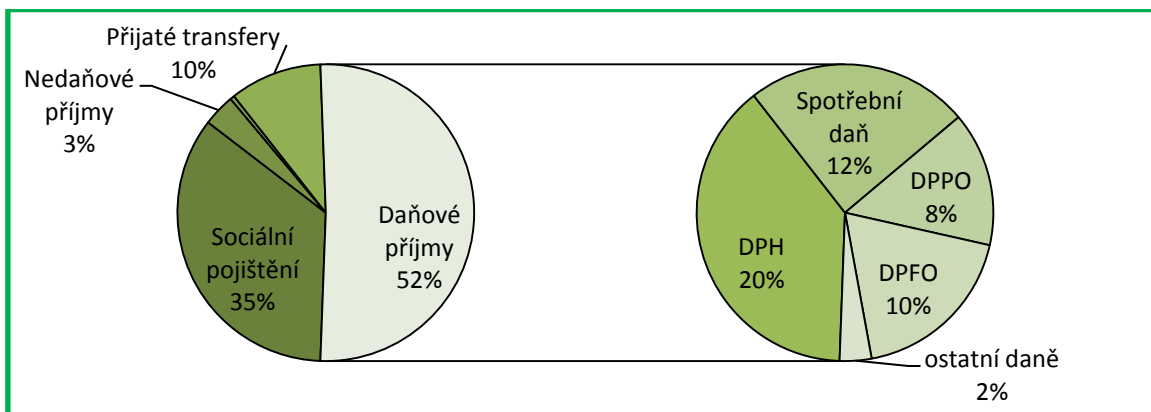 Přijaté transfery
10%
Nedaňové
příjmy
3%
Sociální
pojištění
35%
Daňové
příjmy
52%
Spotřební
daň
12%
DPPO
8%
DPH
20%
DPFO
10%
ostatní daně
2%